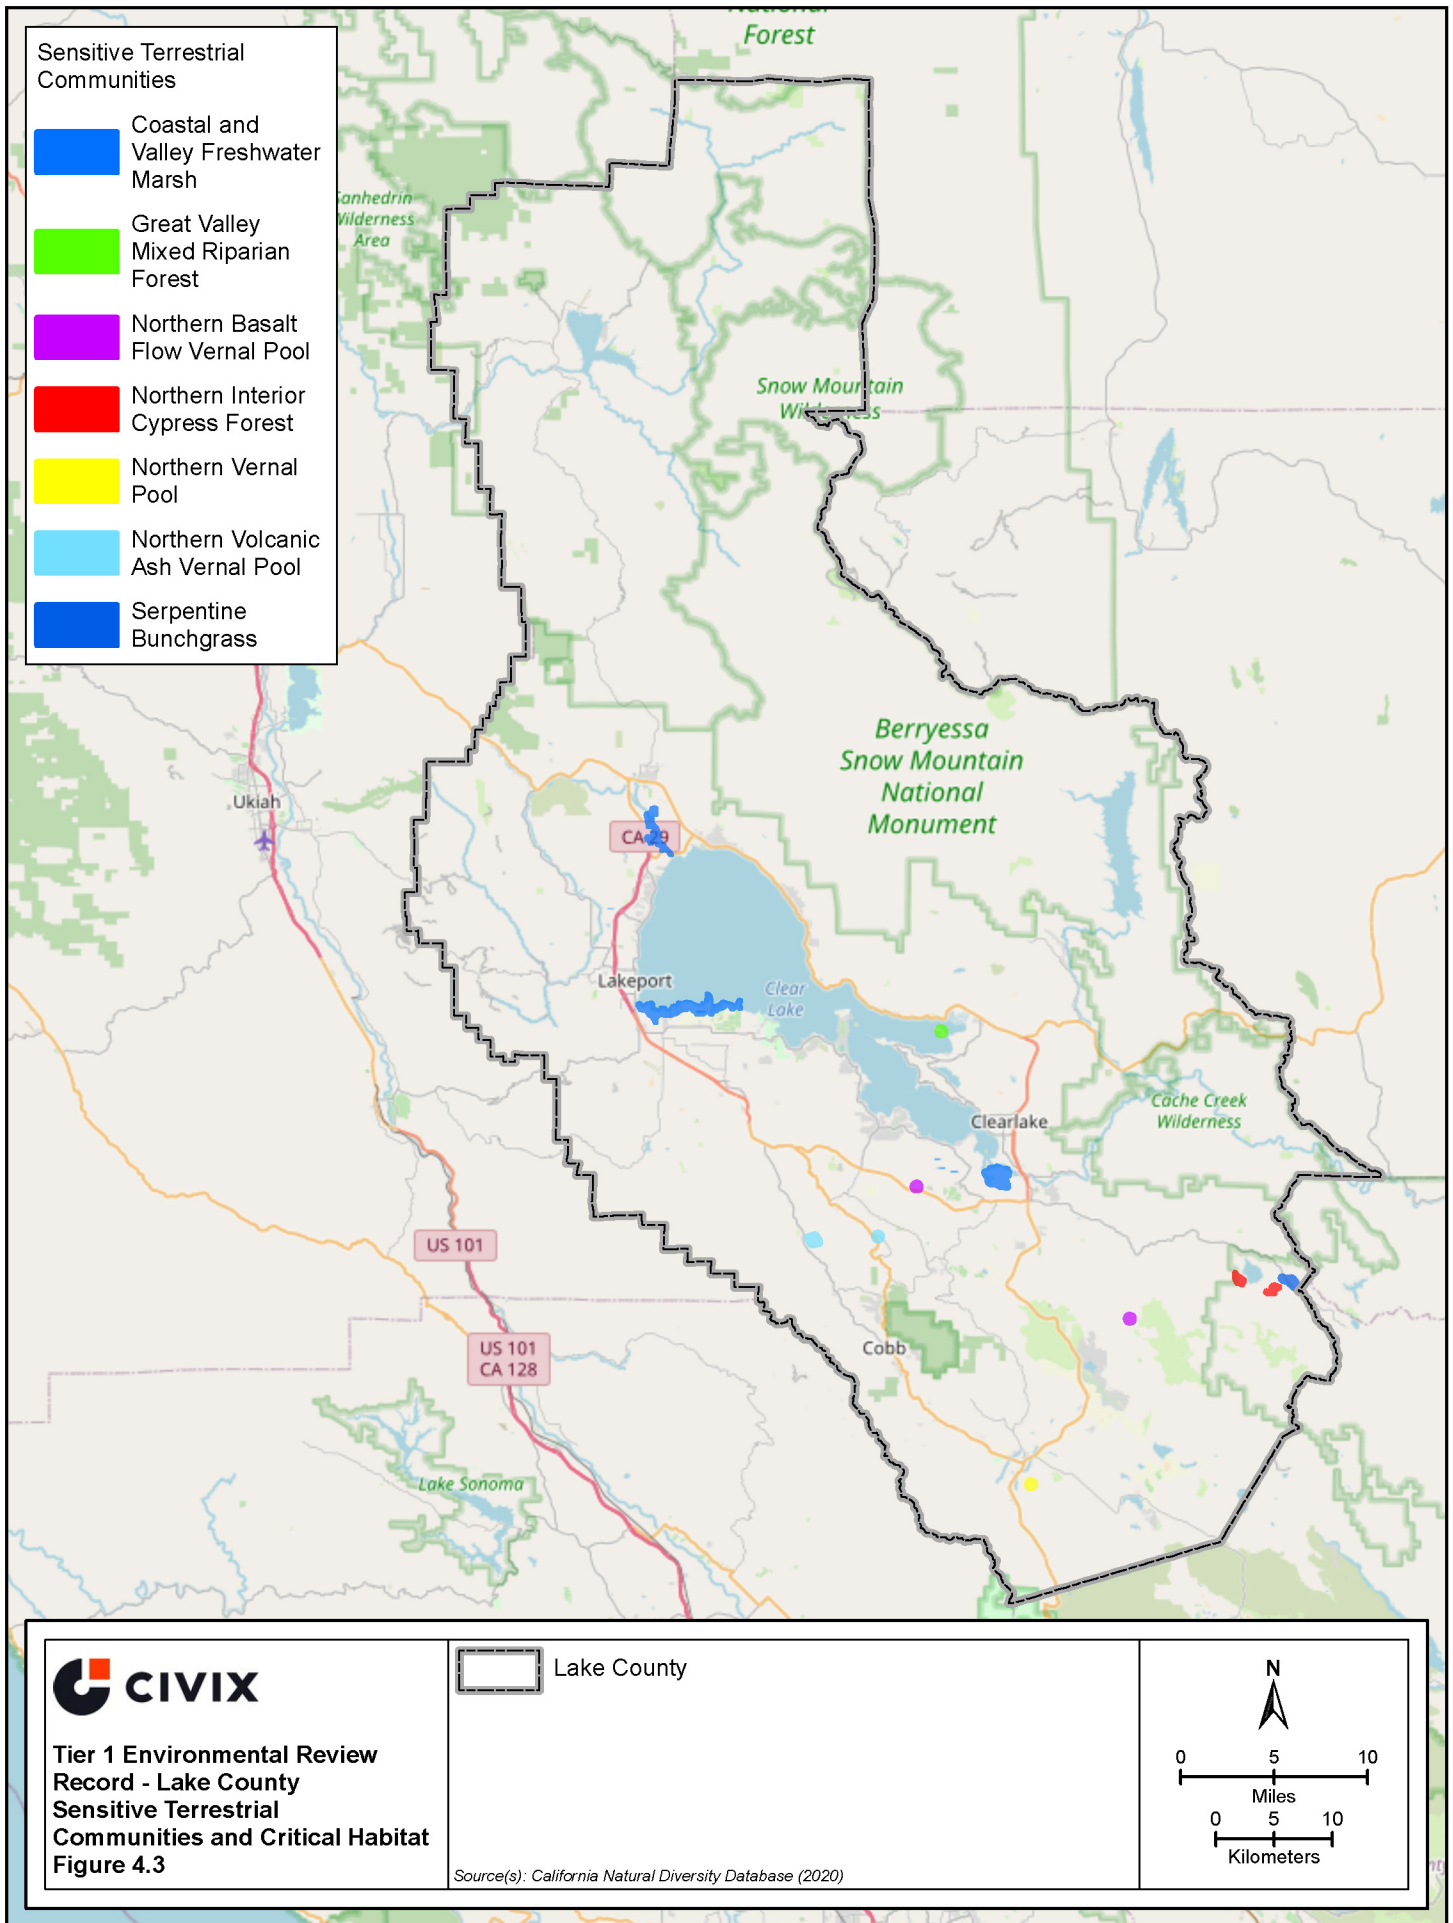 National
Forest
Sensitive Terrestrial
Communities
Coastal and
Valley Freshwater
Marsh
Great Valley
Mixed Riparian
Forest
Northern Basalt
Flow Vernal Pool
Northern Interior
Cypress Forest
Northern Vernal
Pool
Northern Volcanic
Ash Vernal Pool
Serpentine
Bunchgrass
Sanhedrin
Wilderness
Area
Snow Mountain
Wilderness
Berryessa
Snow Mountain
National
Monument
Ukiah
CA 29
Lakeport
Clear
Lake
Clearlake
Cache Creek
Wilderness
US 101
US 101
CA 128
Cobb
Lake Sonoma
CIVIX
Tier 1 Environmental Review
Record - Lake County
Sensitive Terrestrial
Communities and Critical Habitat
Figure 4.3
Lake County
Source(s): California Natural Diversity Database (2020)
N
0 5 10
Miles
0 5 10
Kilometers